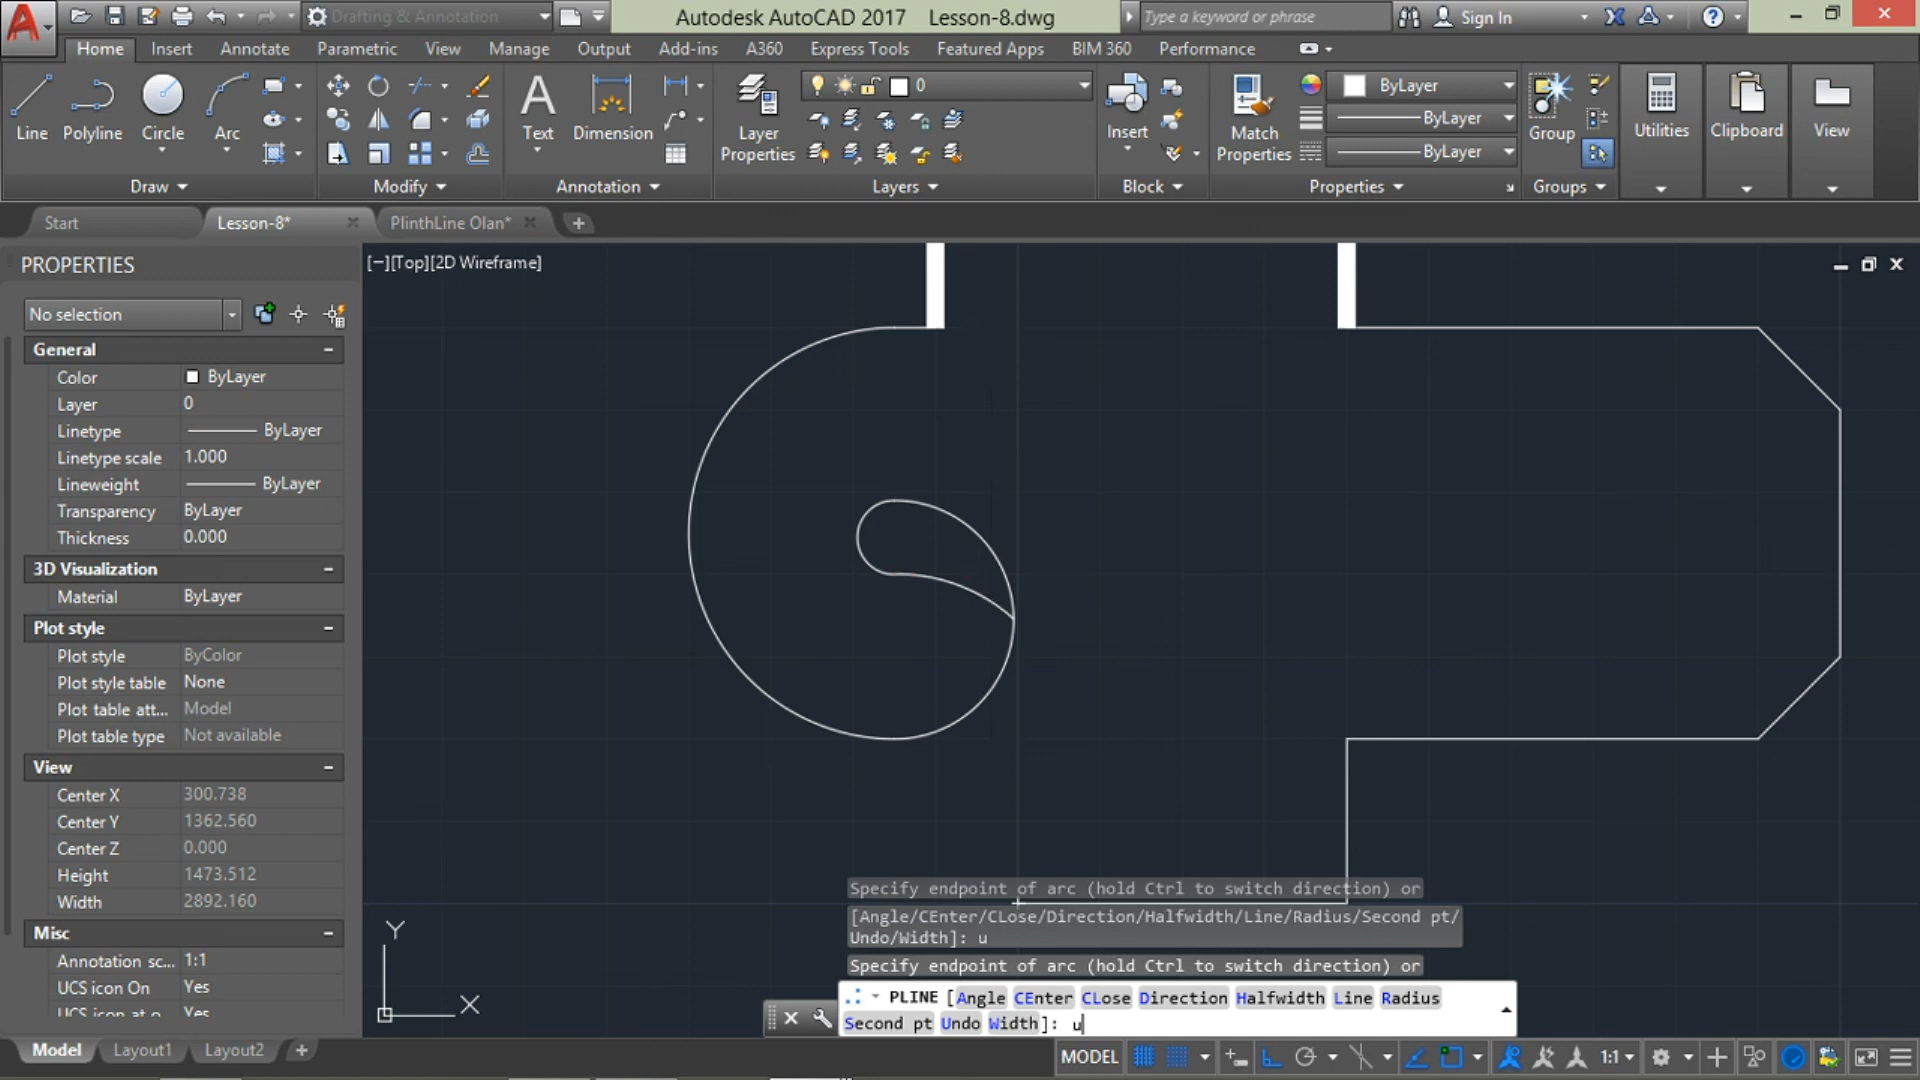 Drafting & Annotation
Autodesk AutoCAD 2017 Lesson-8.dwg
Type a keyword or phrase
Sign In
Home Insert Annotate Parametric View Manage Output Add-ins A360 Express Tools Featured Apps BIM 360 Performance
Line Polyline Circle Arc
Text Dimension
Layer Properties
0
Insert
Match Properties
ByLayer
ByLayer
ByLayer
Group
Utilities
Clipboard
View
Draw Modify Annotation Layers Block Properties Groups
Start Lesson-8* PlinthLine Olan*
PROPERTIES
[−][Top][2D Wireframe]
No selection
General
Color ByLayer
Layer 0
Linetype ByLayer
Linetype scale 1.000
Lineweight ByLayer
Transparency ByLayer
Thickness 0.000
3D Visualization
Material ByLayer
Plot style
Plot style ByColor
Plot style table None
Plot table att... Model
Plot table type Not available
View
Center X 300.738
Center Y 1362.560
Center Z 0.000
Height 1473.512
Width 2892.160
Misc
Annotation sc... 1:1
UCS icon On Yes
UCS icon at o... Yes
Y
X
Specify endpoint of arc (hold Ctrl to switch direction) or
[Angle/CEnter/CLose/Direction/Halfwidth/Line/Radius/Second pt/
Undo/Width]: u
Specify endpoint of arc (hold Ctrl to switch direction) or
PLINE [Angle CEnter CLose Direction Halfwidth Line Radius
Second pt Undo Width]: u
Model Layout1 Layout2
MODEL 1:1